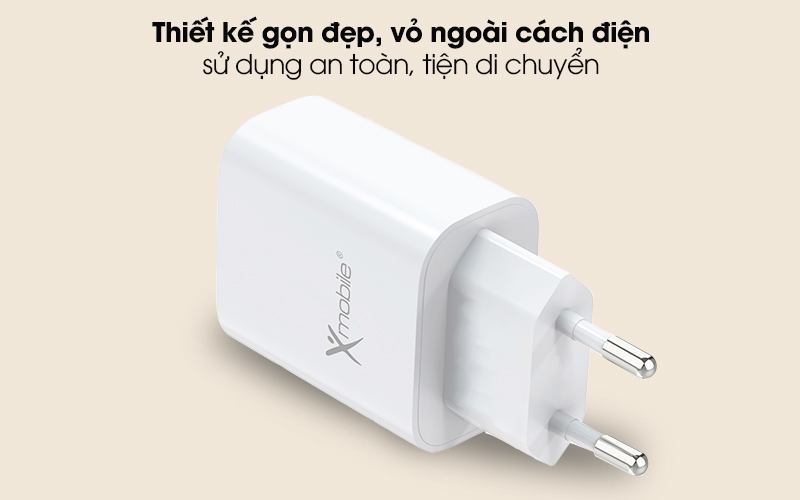 Thiết kế gọn đẹp, vỏ ngoài cách điện
sử dụng an toàn, tiện di chuyển
Xmobile®